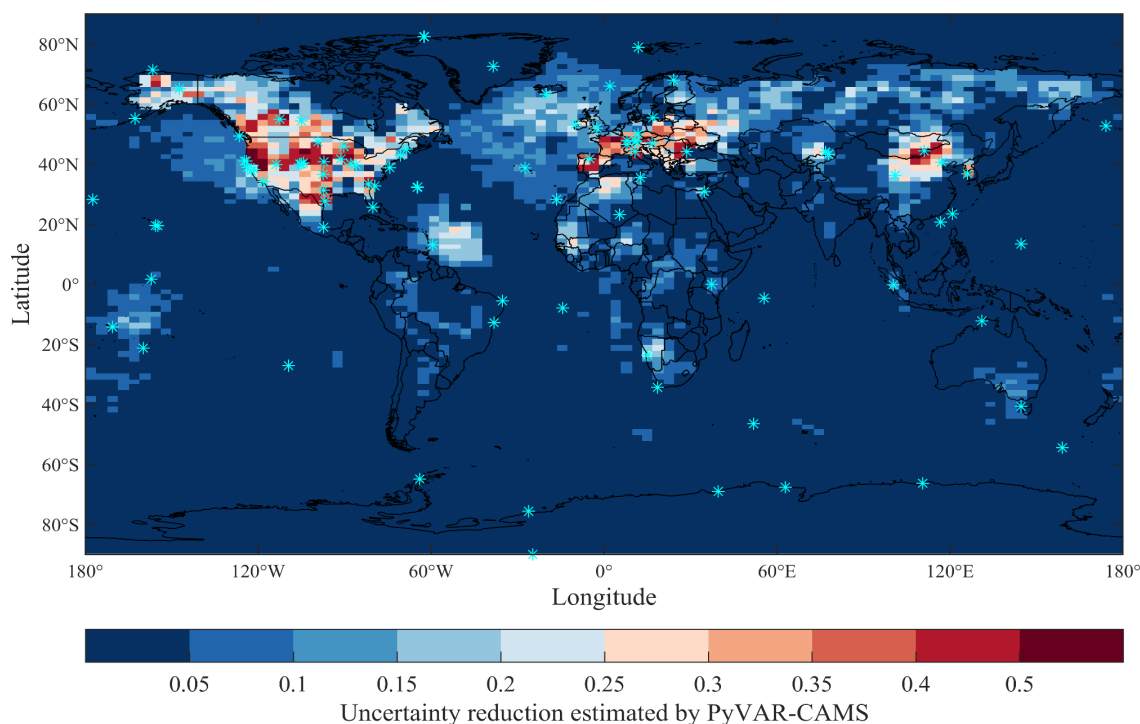 80°N
60°N
40°N
20°N
0°
20°S
40°S
60°S
80°S
Latitude
180° 120°W 60°W 0° 60°E 120°E 180°
Longitude
0.05 0.1 0.15 0.2 0.25 0.3 0.35 0.4 0.5
Uncertainty reduction estimated by PyVAR-CAMS